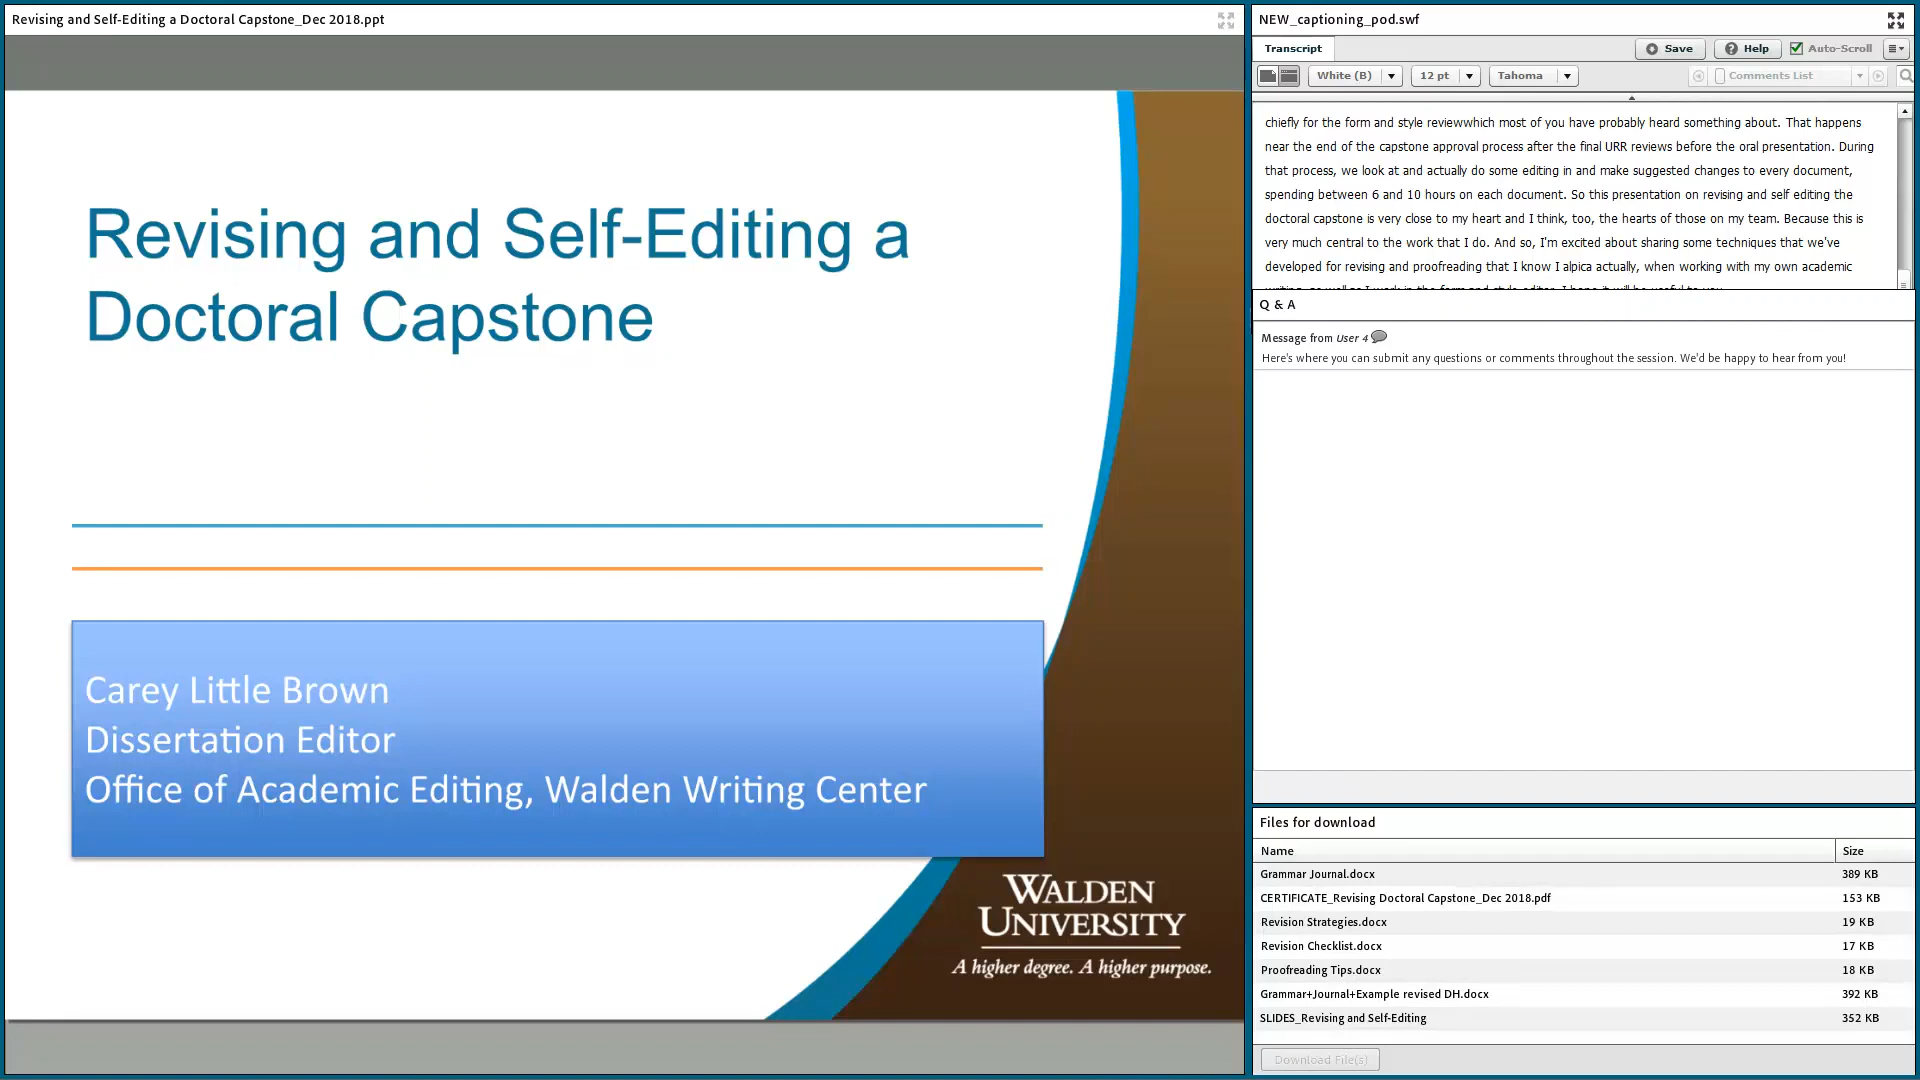 Revising and Self-Editing a Doctoral Capstone_Dec 2018.ppt
Revising and Self-Editing a
Doctoral Capstone
Carey Little Brown
Dissertation Editor
Office of Academic Editing, Walden Writing Center
WALDEN
UNIVERSITY
A higher degree. A higher purpose.
NEW_captioning_pod.swf
Transcript
Save
Help
Auto-Scroll
White (B)
12 pt
Tahoma
Comments List
chiefly for the form and style reviewwhich most of you have probably heard something about. That happens
near the end of the capstone approval process after the final URR reviews before the oral presentation. During
that process, we look at and actually do some editing in and make suggested changes to every document,
spending between 6 and 10 hours on each document. So this presentation on revising and self editing the
doctoral capstone is very close to my heart and I think, too, the hearts of those on my team. Because this is
very much central to the work that I do. And so, I'm excited about sharing some techniques that we've
developed for revising and proofreading that I know I alpica actually, when working with my own academic
Q & A
Message from User 4
Here's where you can submit any questions or comments throughout the session. We'd be happy to hear from you!
Files for download
Name Size
Grammar Journal.docx 389 KB
CERTIFICATE_Revising Doctoral Capstone_Dec 2018.pdf 153 KB
Revision Strategies.docx 19 KB
Revision Checklist.docx 17 KB
Proofreading Tips.docx 18 KB
Grammar+Journal+Example revised DH.docx 392 KB
SLIDES_Revising and Self-Editing 352 KB
Download File(s)